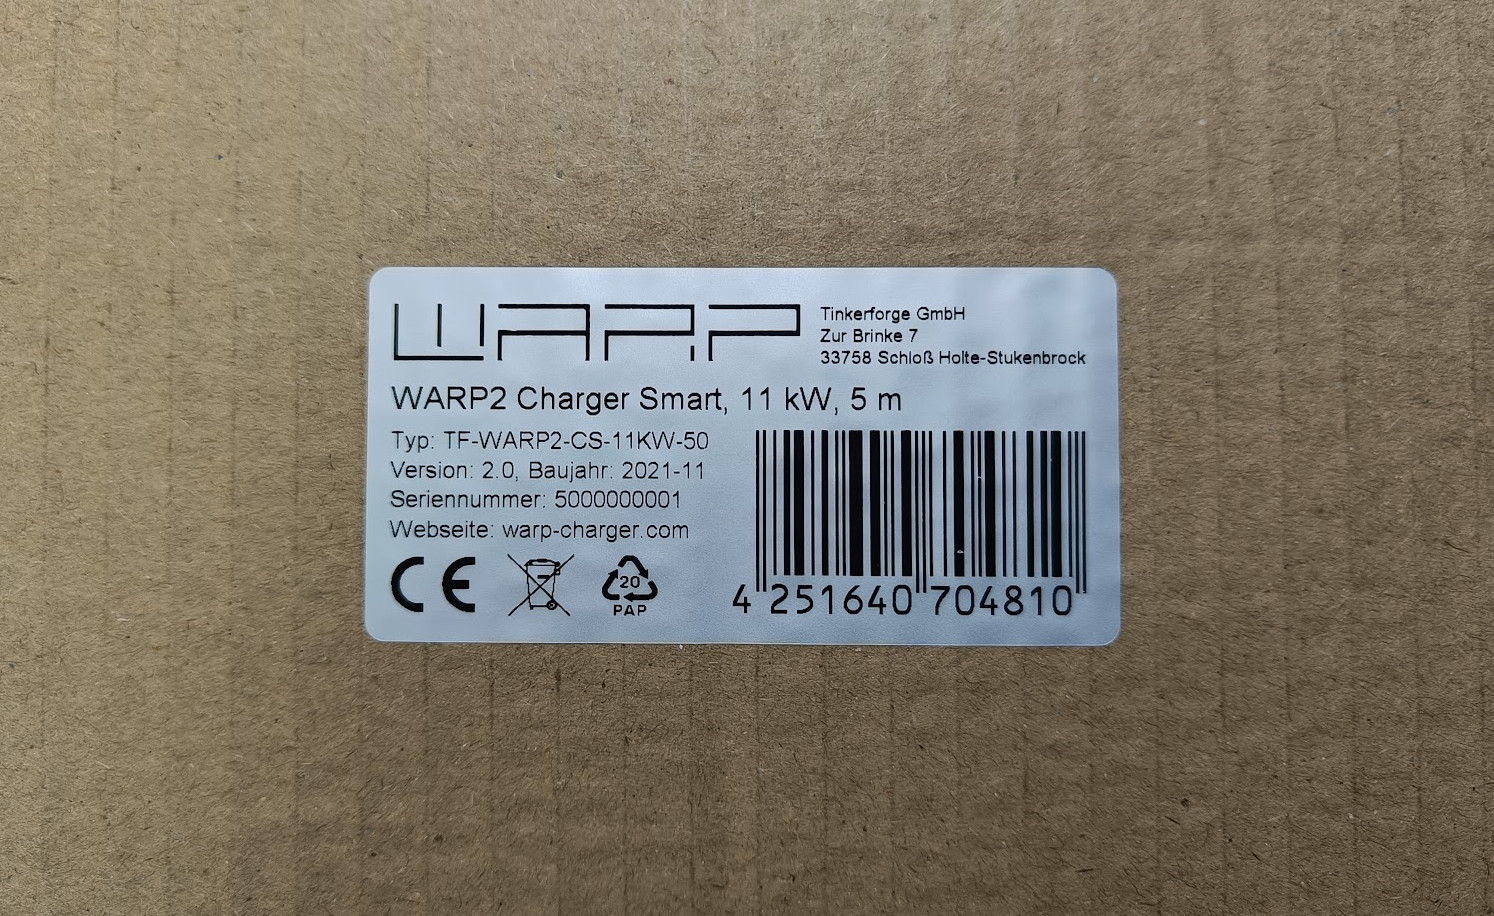 WARP
Tinkerforge GmbH
Zur Brinke 7
33758 Schloß Holte-Stukenbrock
WARP2 Charger Smart, 11 kW, 5 m
Typ: TF-WARP2-CS-11KW-50
Version: 2.0, Baujahr: 2021-11
Seriennummer: 5000000001
Webseite: warp-charger.com
CE
20
PAP
4 251640 704810